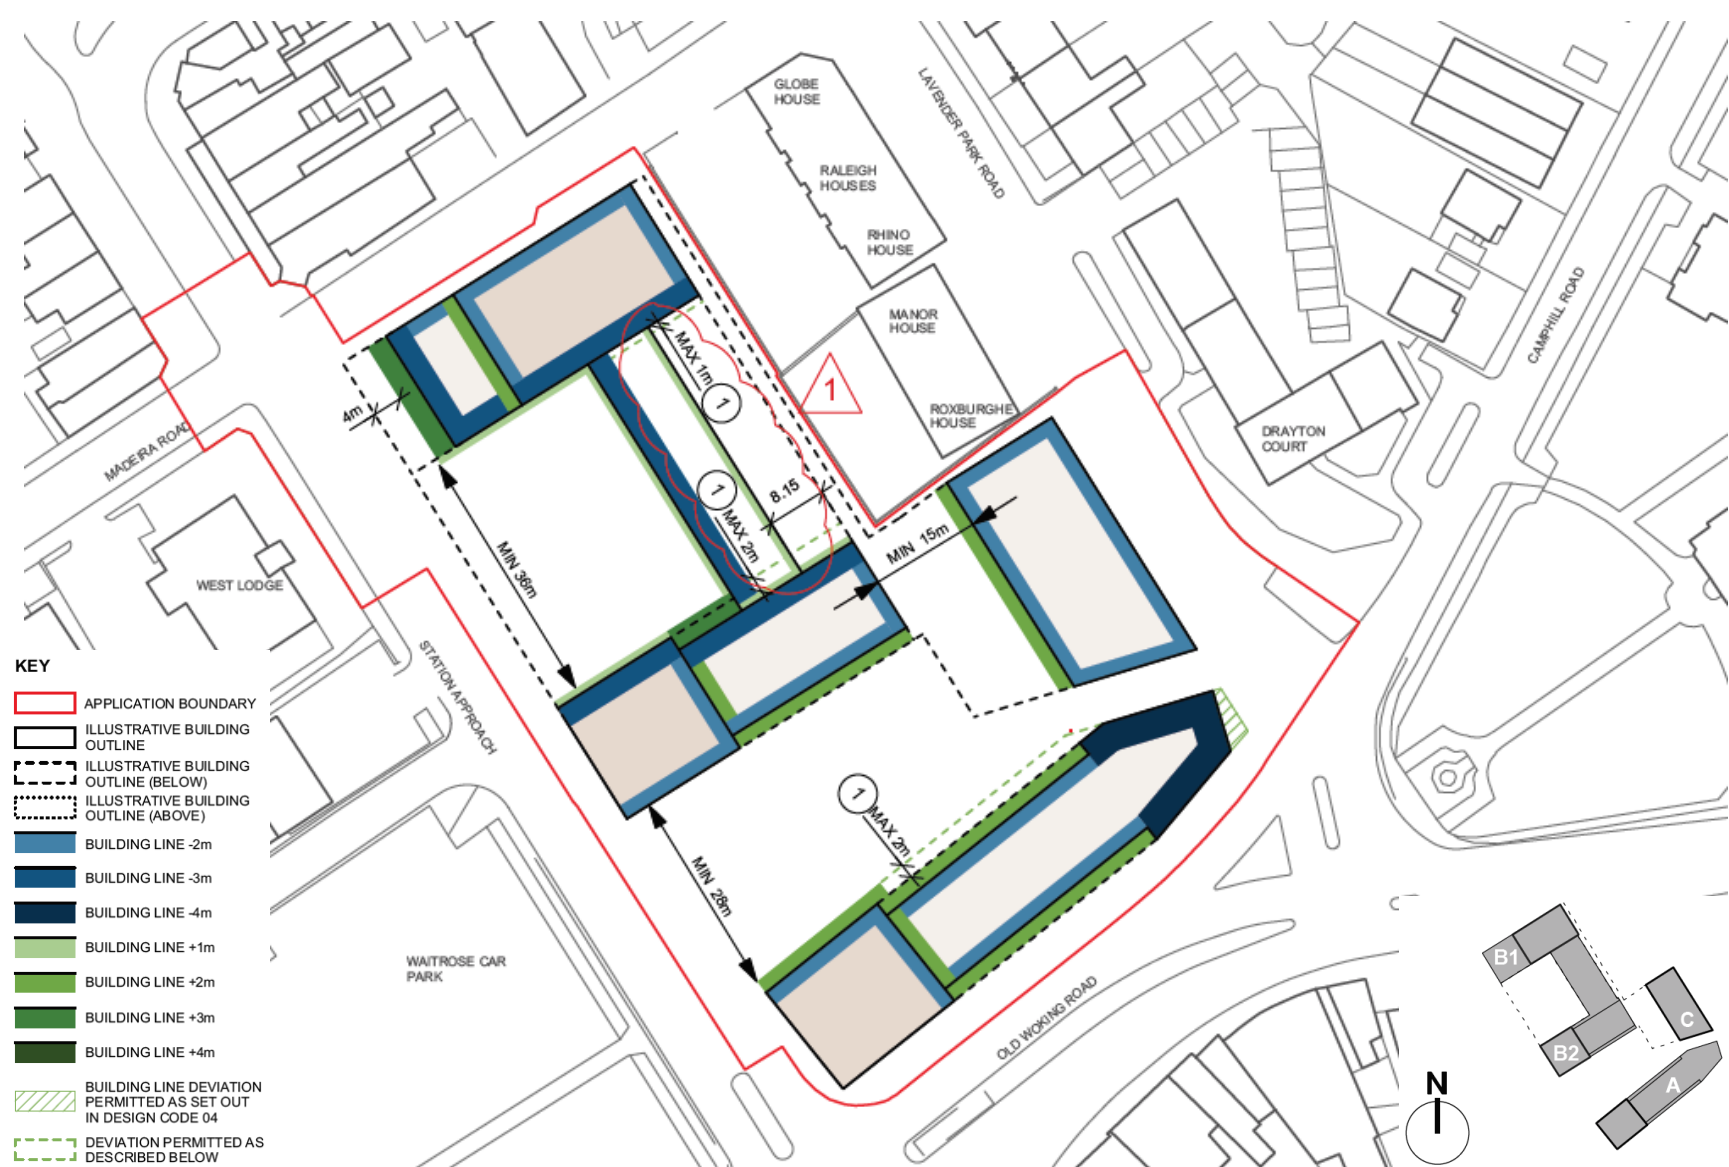 GLOBE
HOUSE
RALEIGH
HOUSES
RHINO
HOUSE
LAVENDER PARK ROAD
MANOR
HOUSE
ROXBURGHE
HOUSE
DRAYTON
COURT
CAMPHILL ROAD
MADEIRA ROAD
WEST LODGE
STATION APPROACH
WAITROSE CAR
PARK
OLD WOKING ROAD
4m
MAX 1m
1
1
1
MAX 2m
8.15
MIN 36m
MIN 15m
1
MAX 2m
MIN 28m
KEY
APPLICATION BOUNDARY
ILLUSTRATIVE BUILDING
OUTLINE
ILLUSTRATIVE BUILDING
OUTLINE (BELOW)
ILLUSTRATIVE BUILDING
OUTLINE (ABOVE)
BUILDING LINE -2m
BUILDING LINE -3m
BUILDING LINE -4m
BUILDING LINE +1m
BUILDING LINE +2m
BUILDING LINE +3m
BUILDING LINE +4m
BUILDING LINE DEVIATION
PERMITTED AS SET OUT
IN DESIGN CODE 04
DEVIATION PERMITTED AS
DESCRIBED BELOW
B1
C
B2
A
N